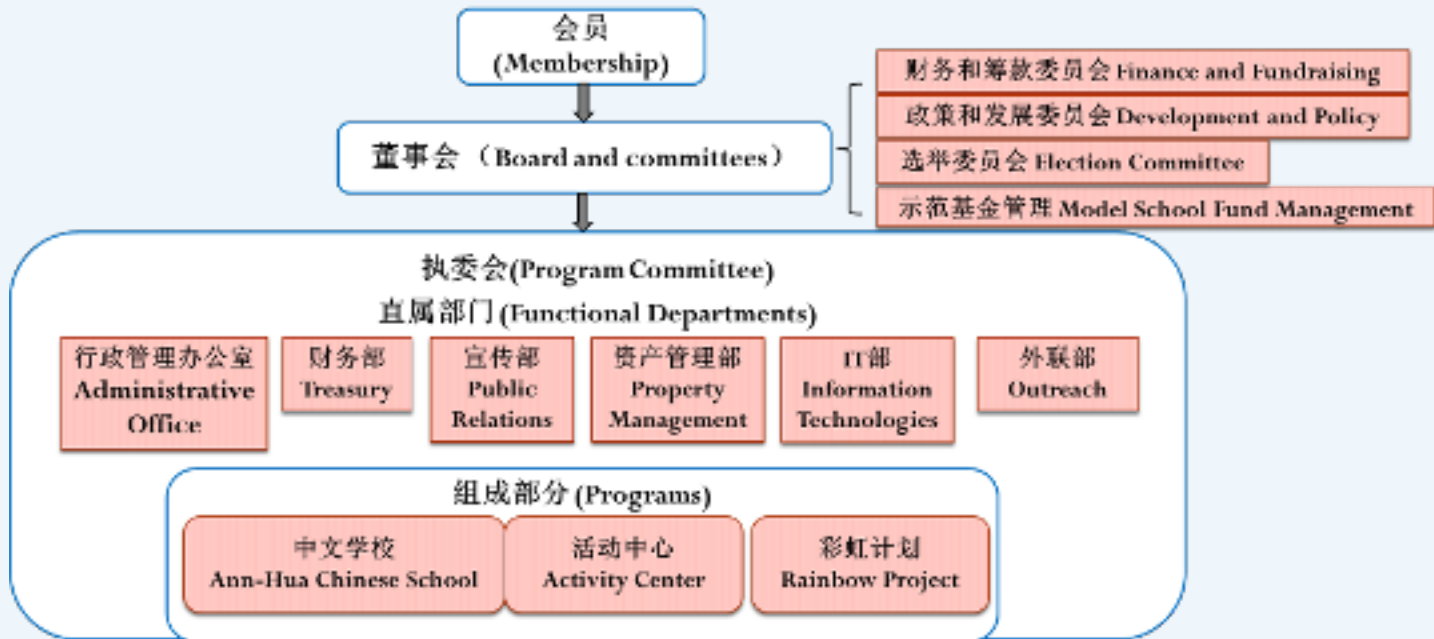 会员
(Membership)
财务和筹款委员会 Finance and Fundraising
政策和发展委员会 Development and Policy
董事会 （Board and committees）
选举委员会 Election Committee
示范基金管理 Model School Fund Management
执委会(Program Committee)
直属部门(Functional Departments)
行政管理办公室
Administrative
Office
财务部
Treasury
宣传部
Public
Relations
资产管理部
Property
Management
IT部
Information
Technologies
外联部
Outreach
组成部分(Programs)
中文学校
Ann-Hua Chinese School
活动中心
Activity Center
彩虹计划
Rainbow Project